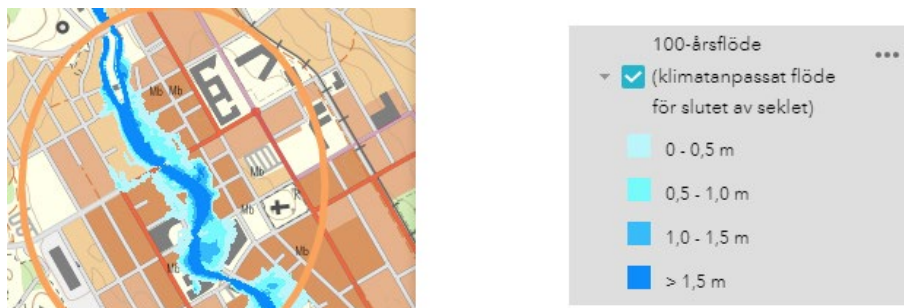 Mb Mb
Mb
K
Mb
Mb
Mb
100-årsflöde
(klimatanpassat flöde
för slutet av seklet)
0 - 0,5 m
0,5 - 1,0 m
1,0 - 1,5 m
> 1,5 m